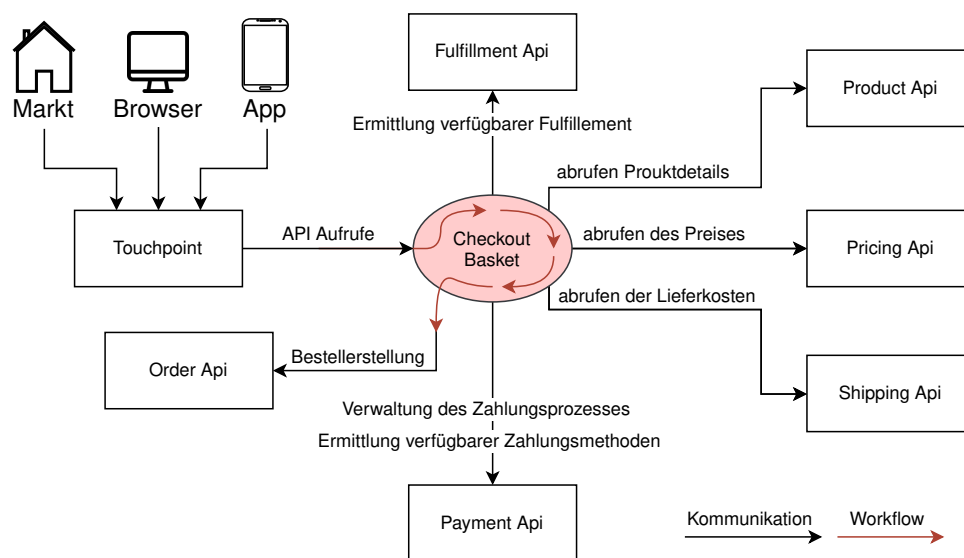 Markt
Browser
App
Fulfillment Api
Product Api
Ermittlung verfügbarer Fulfillement
abrufen Prouktdetails
Touchpoint
API Aufrufe
Checkout
Basket
abrufen des Preises
Pricing Api
abrufen der Lieferkosten
Order Api
Bestellerstellung
Shipping Api
Verwaltung des Zahlungsprozesses
Ermittlung verfügbarer Zahlungsmethoden
Payment Api
Kommunikation
Workflow